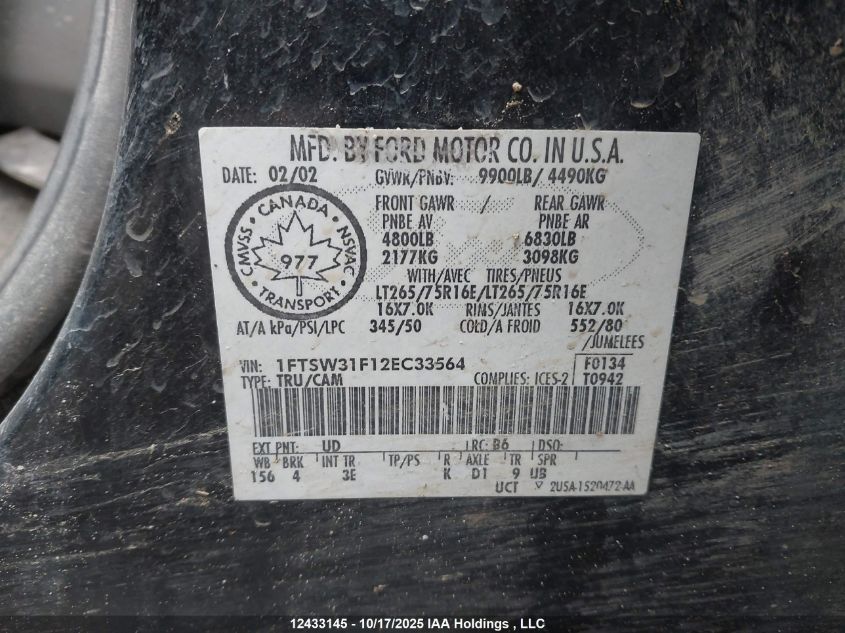 MFD. BY FORD MOTOR CO. IN U.S.A.
DATE: 02/02 GVWR/PNBV: 9900LB/ 4490KG
FRONT GAWR / REAR GAWR
PNBE AV PNBE AR
4800LB 6830LB
2177KG 3098KG
CANADA
CMVSS NSVAC
977
TRANSPORT
WITH/AVEC TIRES/PNEUS
LT265/75R16E/LT265/75R16E
16X7.0K RIMS/JANTES 16X7.0K
AT/A kPa/PSI/LPC 345/50 COLD/A FROID 552/80
/JUMELEES
VIN: 1FTSW31F12EC33564 F0134
TYPE: TRU/CAM COMPLIES: ICES-2 T0942
EXT PNT: UD RC: B6 DSO:
WB BRK INT TR TP/PS R AXLE TR SPR
156 4 3E K D1 9 UB
UCT 2USA-1520472-AA
12433145 - 10/17/2025 IAA Holdings , LLC